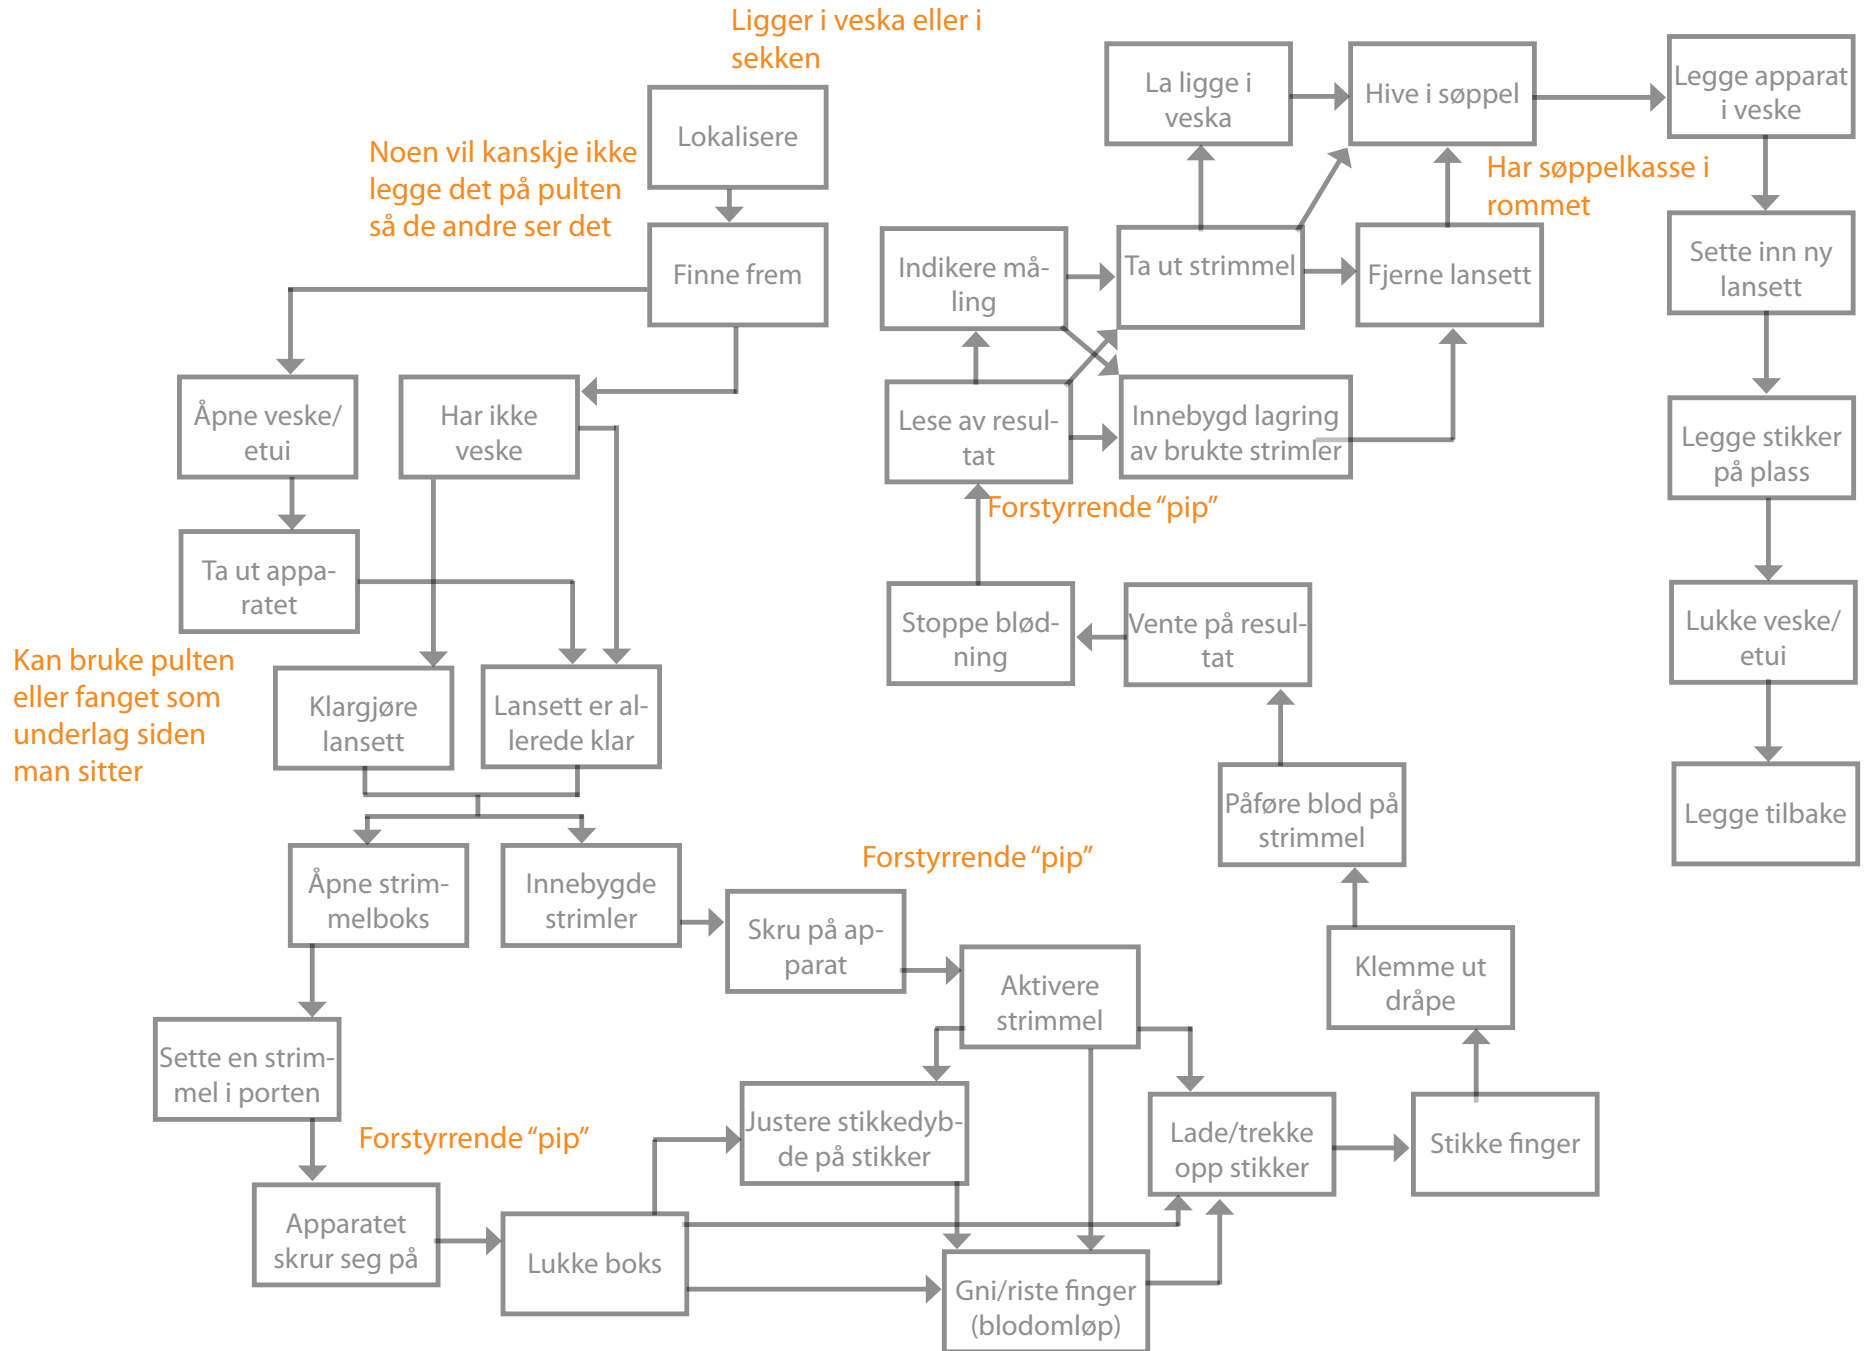 Ligger i veska eller i
sekken
Lokalisere
Noen vil kanskje ikke
legge det på pulten
så de andre ser det
Finne frem
Åpne veske/
etui
Har ikke
veske
Ta ut appa-
ratet
Kan bruke pulten
eller fanget som
underlag siden
man sitter
Klargjøre
lansett
Lansett er al-
lerede klar
Åpne strim-
melboks
Innebygde
strimler
Sette en strim-
mel i porten
Forstyrrende “pip”
Apparatet
skrur seg på
Lukke boks
Forstyrrende “pip”
Skru på ap-
parat
Aktivere
strimmel
Justere stikkedyb-
de på stikker
Gni/riste finger
(blodomløp)
Lade/trekke
opp stikker
Stikke finger
Klemme ut
dråpe
Påføre blod på
strimmel
Vente på resul-
tat
Stoppe blød-
ning
Forstyrrende “pip”
Lese av resul-
tat
Indikere må-
ling
Innebygd lagring
av brukte strimler
Ta ut strimmel
Fjerne lansett
La ligge i
veska
Hive i søppel
Har søppelkasse i
rommet
Legge apparat
i veske
Sette inn ny
lansett
Legge stikker
på plass
Lukke veske/
etui
Legge tilbake